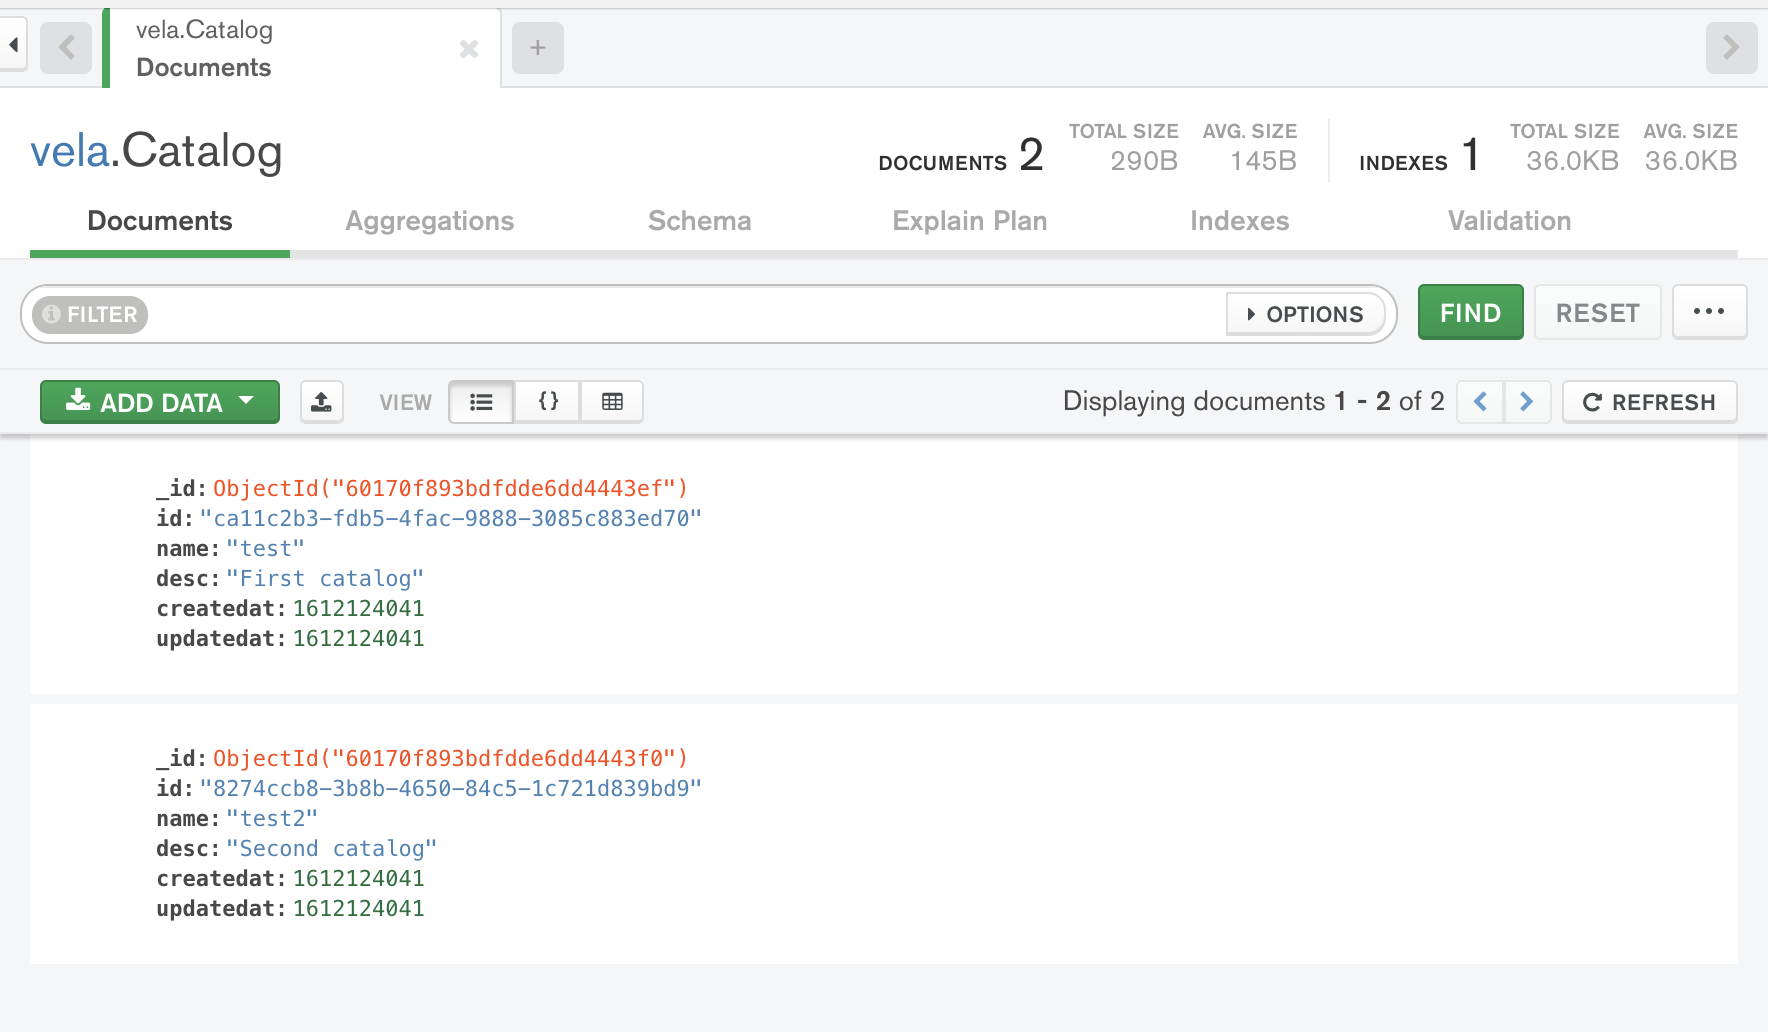 vela.Catalog
Documents
vela.Catalog
DOCUMENTS 2 TOTAL SIZE 290B AVG. SIZE 145B INDEXES 1 TOTAL SIZE 36.0KB AVG. SIZE 36.0KB
Documents Aggregations Schema Explain Plan Indexes Validation
FILTER OPTIONS FIND RESET ...
ADD DATA VIEW {} Displaying documents 1 - 2 of 2 REFRESH
_id: ObjectId("60170f893bdfdde6dd4443ef")
id: "ca11c2b3-fdb5-4fac-9888-3085c883ed70"
name: "test"
desc: "First catalog"
createdat: 1612124041
updatedat: 1612124041
_id: ObjectId("60170f893bdfdde6dd4443f0")
id: "8274ccb8-3b8b-4650-84c5-1c721d839bd9"
name: "test2"
desc: "Second catalog"
createdat: 1612124041
updatedat: 1612124041